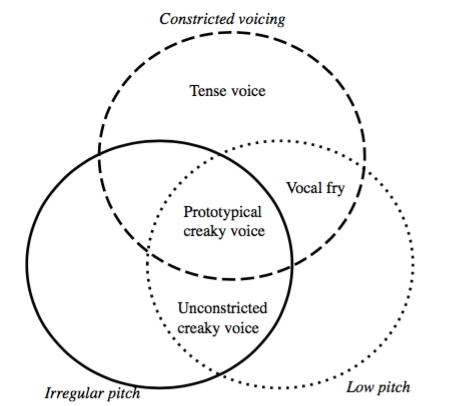 Constricted voicing
Tense voice
Vocal fry
Prototypical
creaky voice
Unconstricted
creaky voice
Irregular pitch
Low pitch